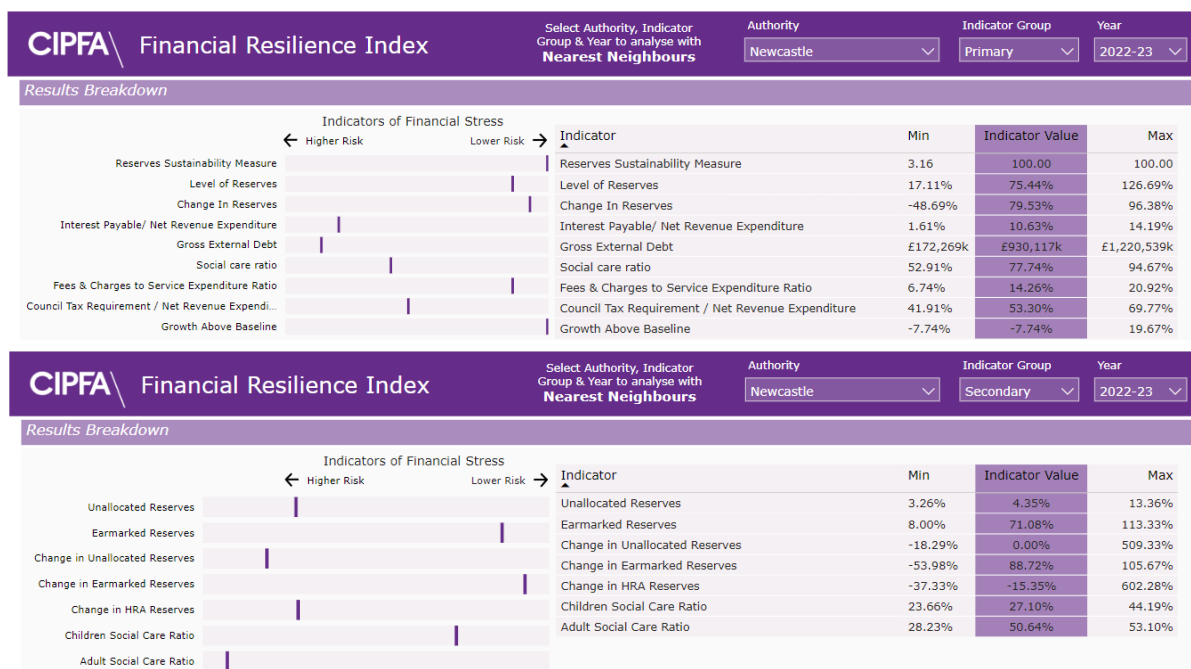 CIPFA Financial Resilience Index
Select Authority, Indicator
Group & Year to analyse with
Nearest Neighbours
Authority
Newcastle
Indicator Group
Primary
Year
2022-23
Results Breakdown
Indicators of Financial Stress
← Higher Risk Lower Risk →
Reserves Sustainability Measure
Level of Reserves
Change In Reserves
Interest Payable/ Net Revenue Expenditure
Gross External Debt
Social care ratio
Fees & Charges to Service Expenditure Ratio
Council Tax Requirement / Net Revenue Expendi...
Growth Above Baseline
Indicator Min Indicator Value Max
Reserves Sustainability Measure 3.16 100.00 100.00
Level of Reserves 17.11% 75.44% 126.69%
Change In Reserves -48.69% 79.53% 96.38%
Interest Payable/ Net Revenue Expenditure 1.61% 10.63% 14.19%
Gross External Debt £172,269k £930,117k £1,220,539k
Social care ratio 52.91% 77.74% 94.67%
Fees & Charges to Service Expenditure Ratio 6.74% 14.26% 20.92%
Council Tax Requirement / Net Revenue Expenditure 41.91% 53.30% 69.77%
Growth Above Baseline -7.74% -7.74% 19.67%
CIPFA Financial Resilience Index
Select Authority, Indicator
Group & Year to analyse with
Nearest Neighbours
Authority
Newcastle
Indicator Group
Secondary
Year
2022-23
Results Breakdown
Indicators of Financial Stress
← Higher Risk Lower Risk →
Unallocated Reserves
Earmarked Reserves
Change in Unallocated Reserves
Change in Earmarked Reserves
Change in HRA Reserves
Children Social Care Ratio
Adult Social Care Ratio
Indicator Min Indicator Value Max
Unallocated Reserves 3.26% 4.35% 13.36%
Earmarked Reserves 8.00% 71.08% 113.33%
Change in Unallocated Reserves -18.29% 0.00% 509.33%
Change in Earmarked Reserves -53.98% 88.72% 105.67%
Change in HRA Reserves -37.33% -15.35% 602.28%
Children Social Care Ratio 23.66% 27.10% 44.19%
Adult Social Care Ratio 28.23% 50.64% 53.10%